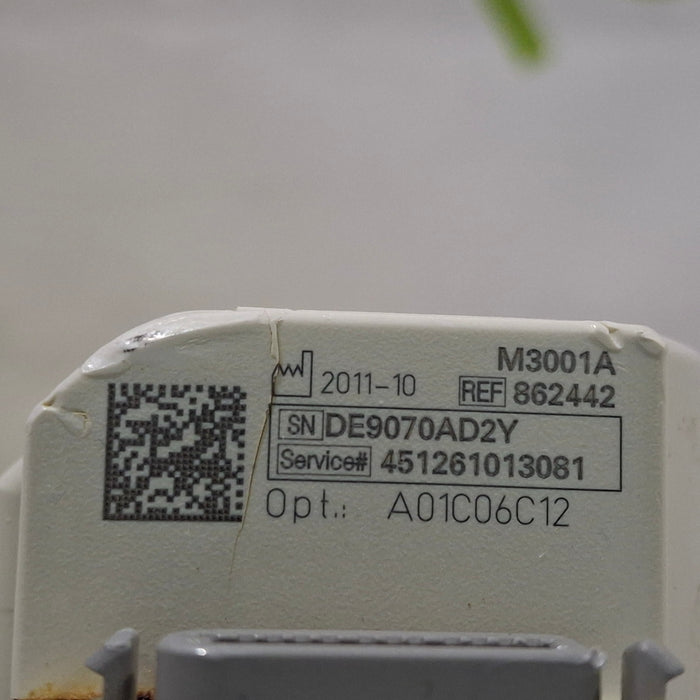 M3001A
2011-10 REF 862442
SN DE9070AD2Y
Service# 451261013081
Opt.: A01C06C12